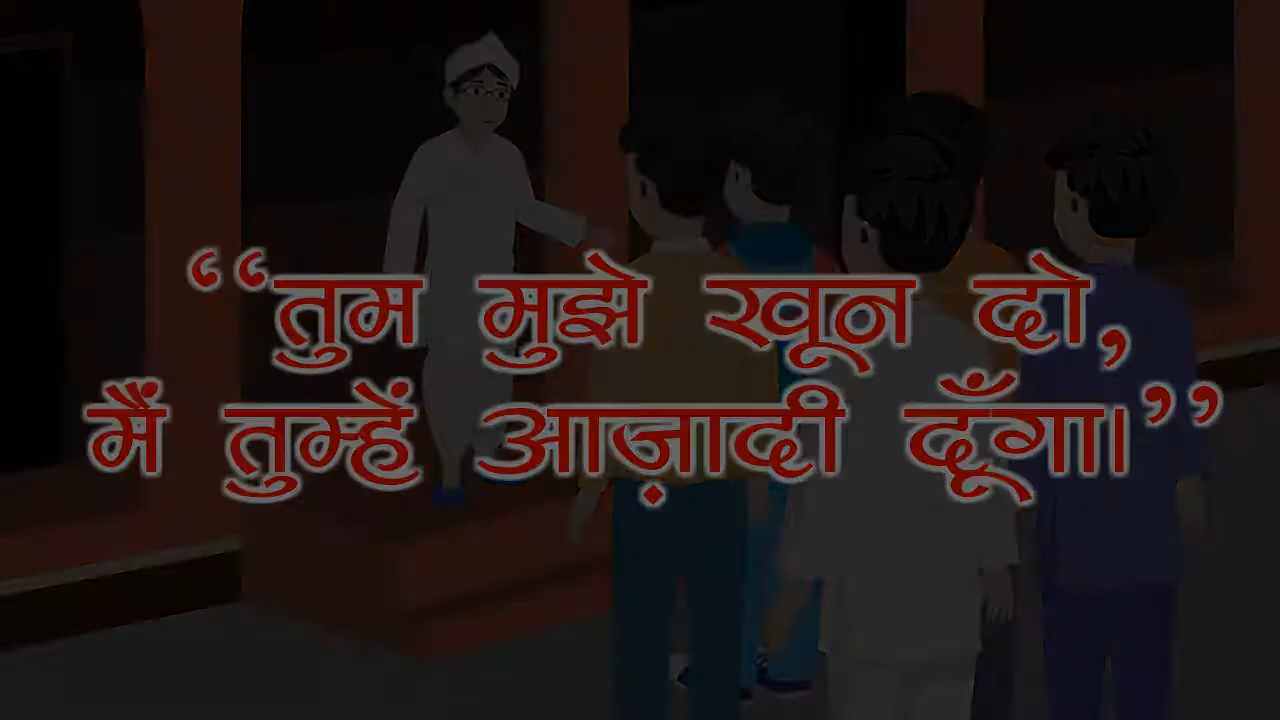 “तुम मुझे खून दो,
मैं तुम्हें आज़ादी दूँगा।”